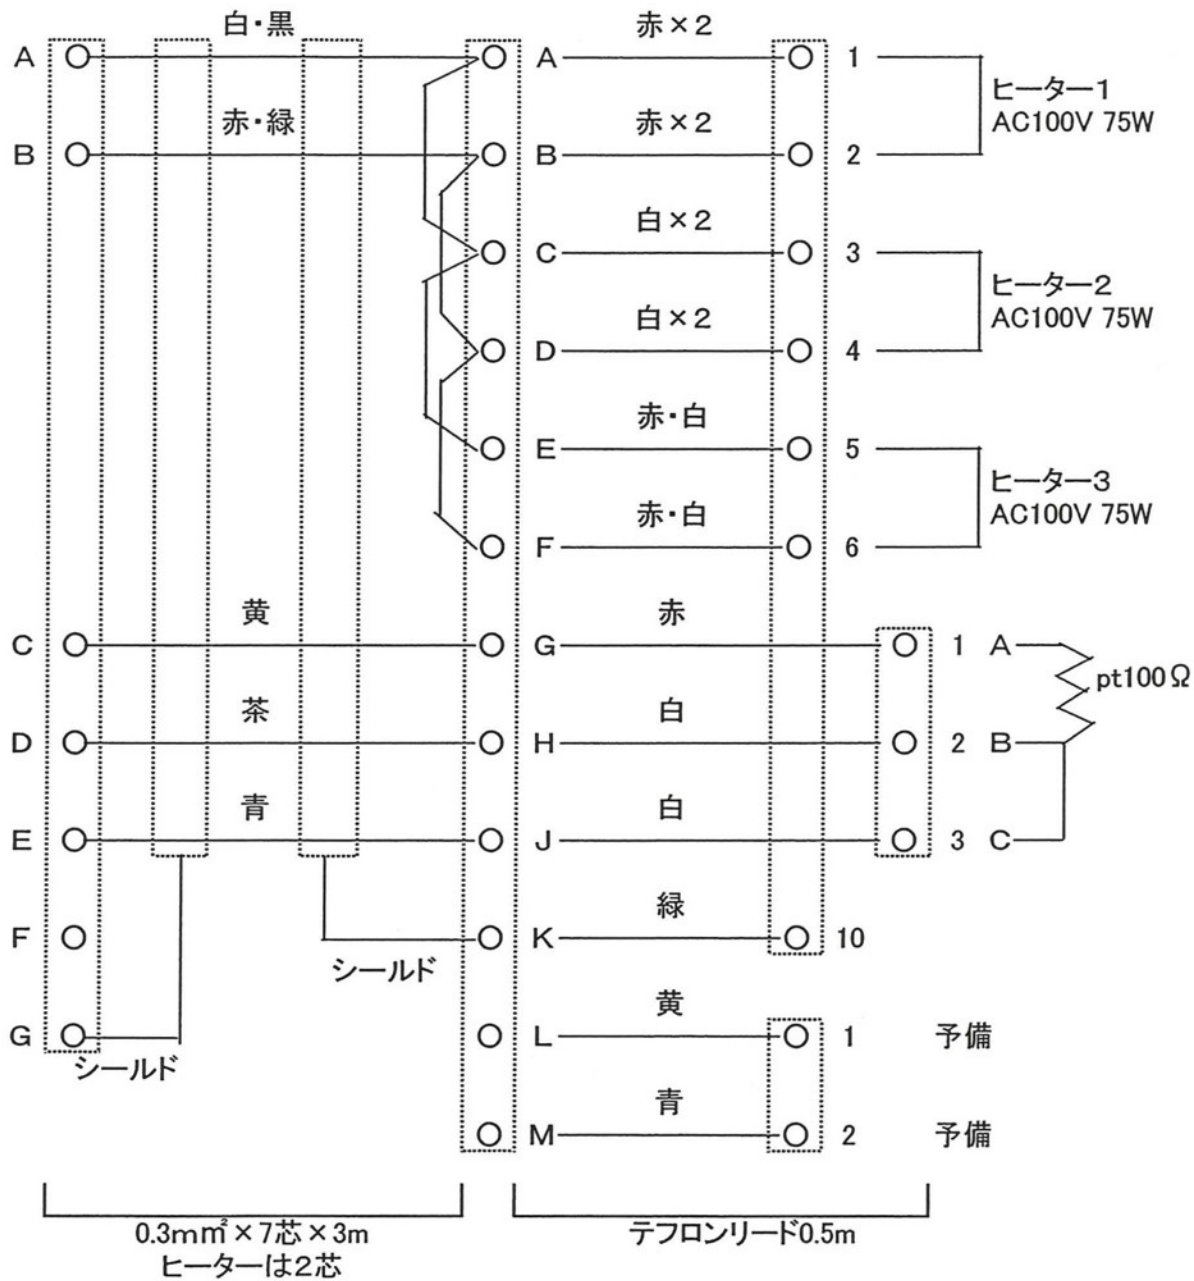 白・黒
赤×2
A
A
1
ヒーター1
AC100V 75W
赤・緑
赤×2
B
B
2
白×2
C
3
ヒーター2
AC100V 75W
白×2
D
4
赤・白
E
5
ヒーター3
AC100V 75W
赤・白
F
6
黄
赤
C
G
1 A
pt100Ω
茶
白
D
H
2 B
青
白
E
J
3 C
緑
F
K
10
シールド
黄
G
L
1
予備
シールド
青
M
2
予備
0.3mm²×7芯×3m
ヒーターは2芯
テフロンリード0.5m